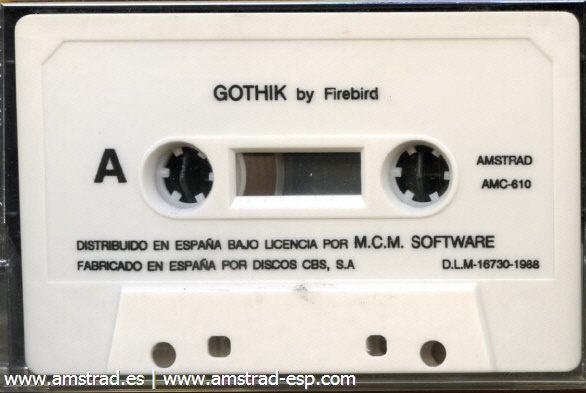 GOTHIK by Firebird
A
AMSTRAD
AMC-610
DISTRIBUIDO EN ESPAÑA BAJO LICENCIA POR M.C.M. SOFTWARE
FABRICADO EN ESPAÑA POR DISCOS CBS, S.A
D.L.M-16730-1988
www.amstrad.es | www.amstrad-esp.com